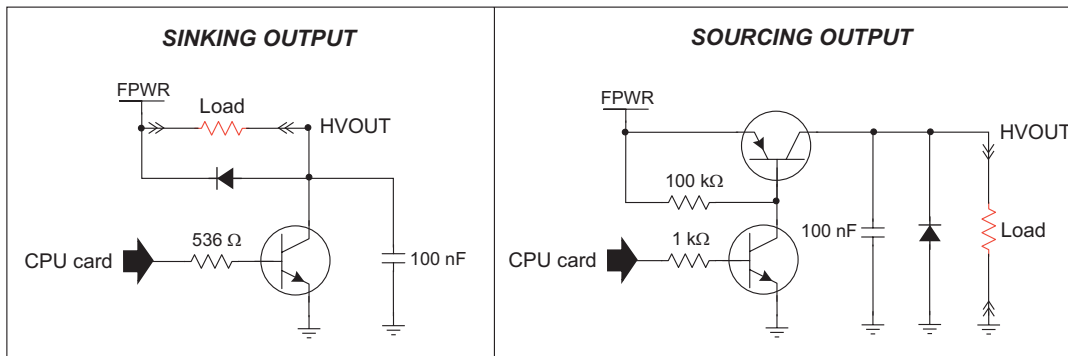 SINKING OUTPUT
FPWR
Load
HVOUT
536 Ω
CPU card
100 nF
SOURCING OUTPUT
FPWR
HVOUT
100 kΩ
100 nF
Load
1 kΩ
CPU card